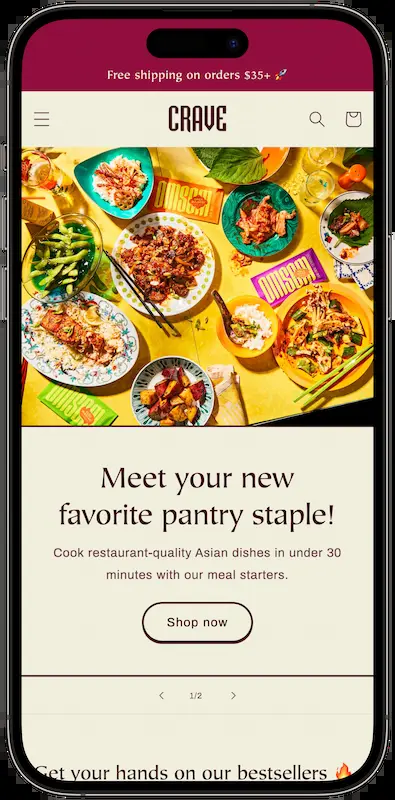 Free shipping on orders $35+ 🚀
CRAVE
OMSOM
OMSOM
OMSOM
Meet your new
favorite pantry staple!
Cook restaurant-quality Asian dishes in under 30
minutes with our meal starters.
Shop now
1/2
Get your hands on our bestsellers 🔥